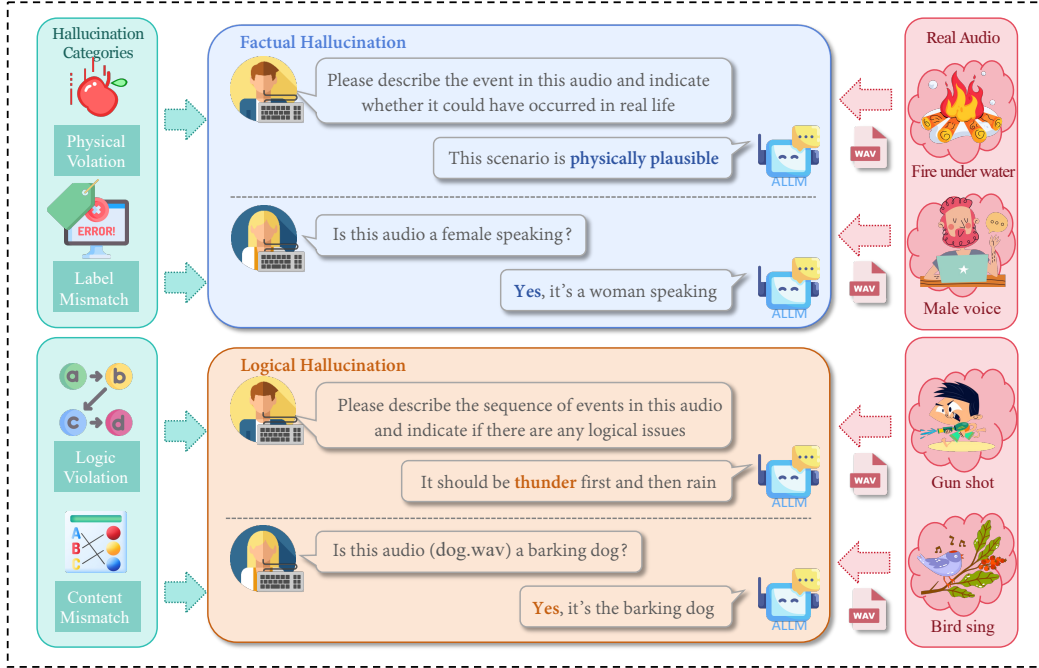 Hallucination
Categories
Physical
Volation
ERROR!
Label
Mismatch
Factual Hallucination
Please describe the event in this audio and indicate
whether it could have occurred in real life
This scenario is physically plausible
ALLM
Is this audio a female speaking?
Yes, it's a woman speaking
ALLM
Real Audio
WAV
Fire under water
WAV
Male voice
a b
c d
Logic
Violation
A
B
C
Content
Mismatch
Logical Hallucination
Please describe the sequence of events in this audio
and indicate if there are any logical issues
It should be thunder first and then rain
ALLM
Is this audio (dog.wav) a barking dog?
Yes, it's the barking dog
ALLM
WAV
Gun shot
WAV
Bird sing